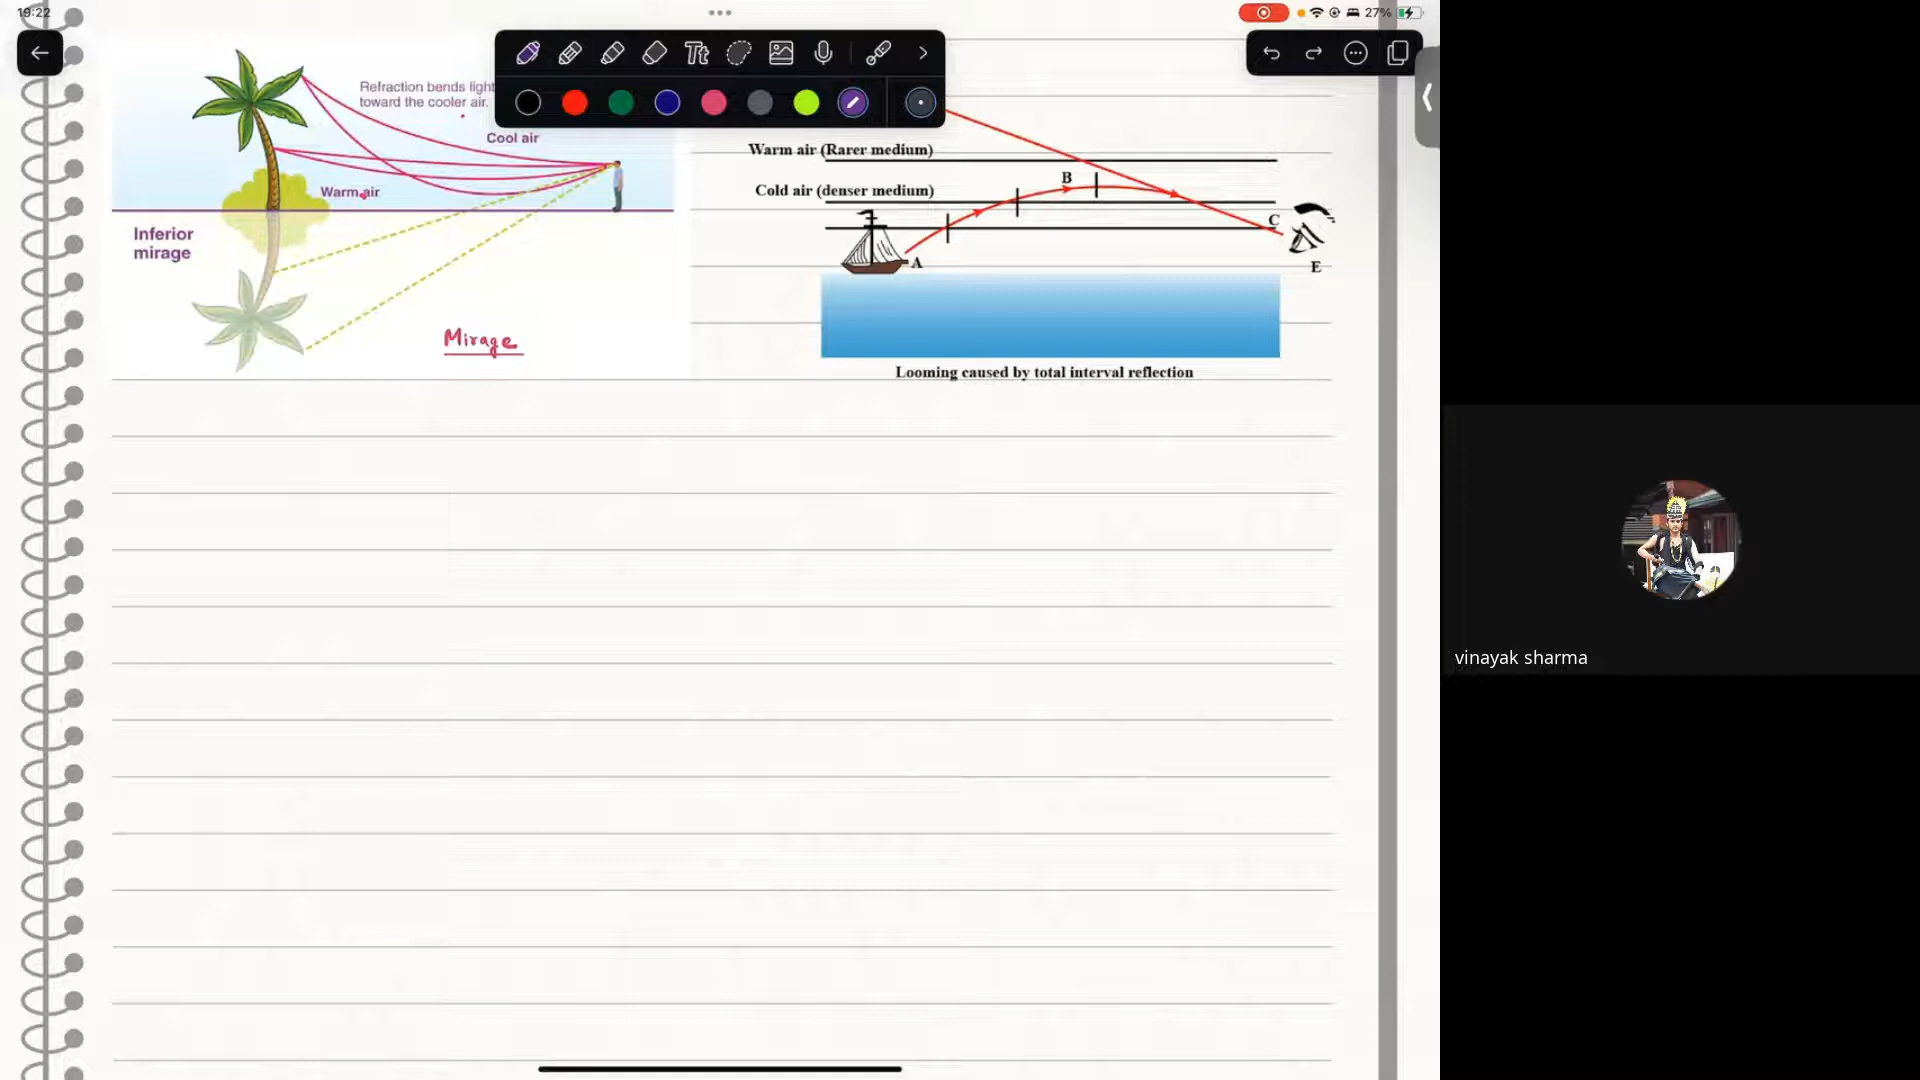 19:22
27%
Tt
Refraction bends light
toward the cooler air.
Cool air
Warm air
Inferior
mirage
Mirage
Warm air (Rarer medium)
Cold air (denser medium)
B
A
C
E
Looming caused by total interval reflection
vinayak sharma